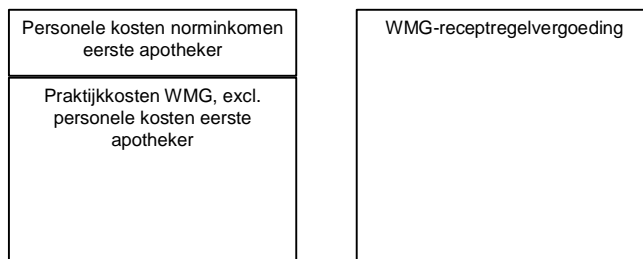 Personele kosten norminkomen
eerste apotheker
Praktijkkosten WMG, excl.
personele kosten eerste
apotheker
WMG-receptregelvergoeding